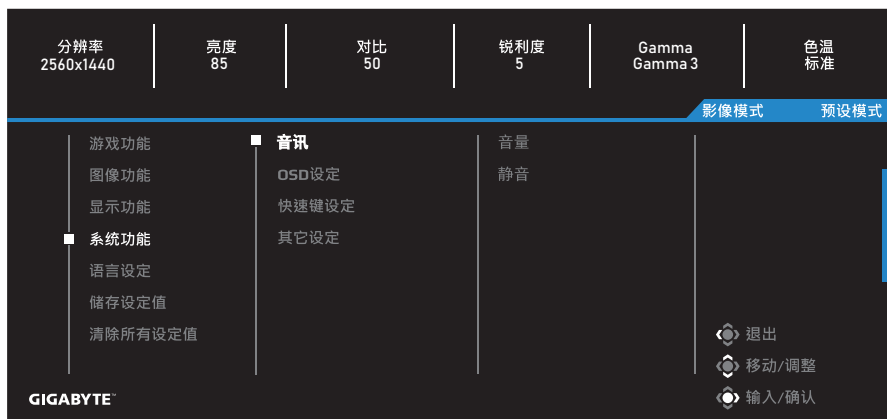 分辨率 亮度 对比 锐利度 Gamma 色温
2560x1440 85 50 5 Gamma 3 标准
影像模式 预设模式
游戏功能 音讯 音量
图像功能 OSD设定 静音
显示功能 快速键设定
系统功能 其它设定
语言设定
储存设定值
清除所有设定值
退出
移动/调整
GIGABYTE™ 输入/确认